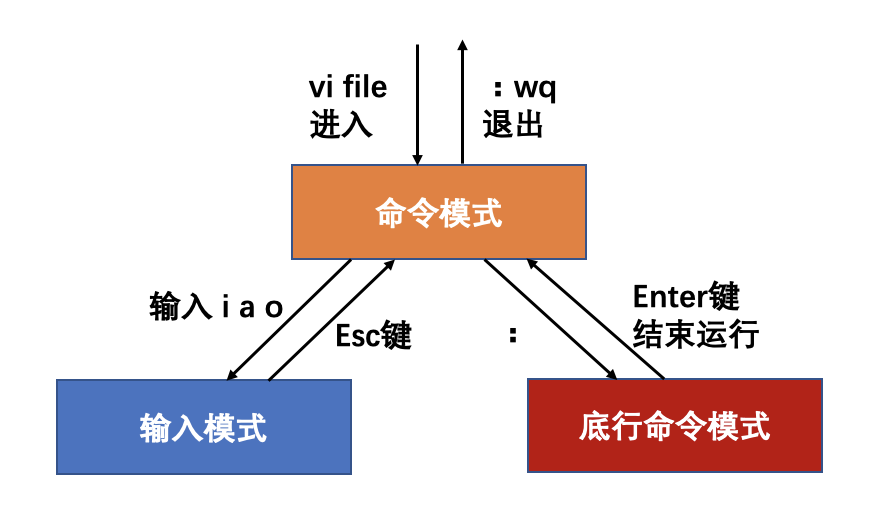 vi file
进入
：wq
退出
命令模式
输入 i a o
Esc键
：
Enter键
结束运行
输入模式
底行命令模式